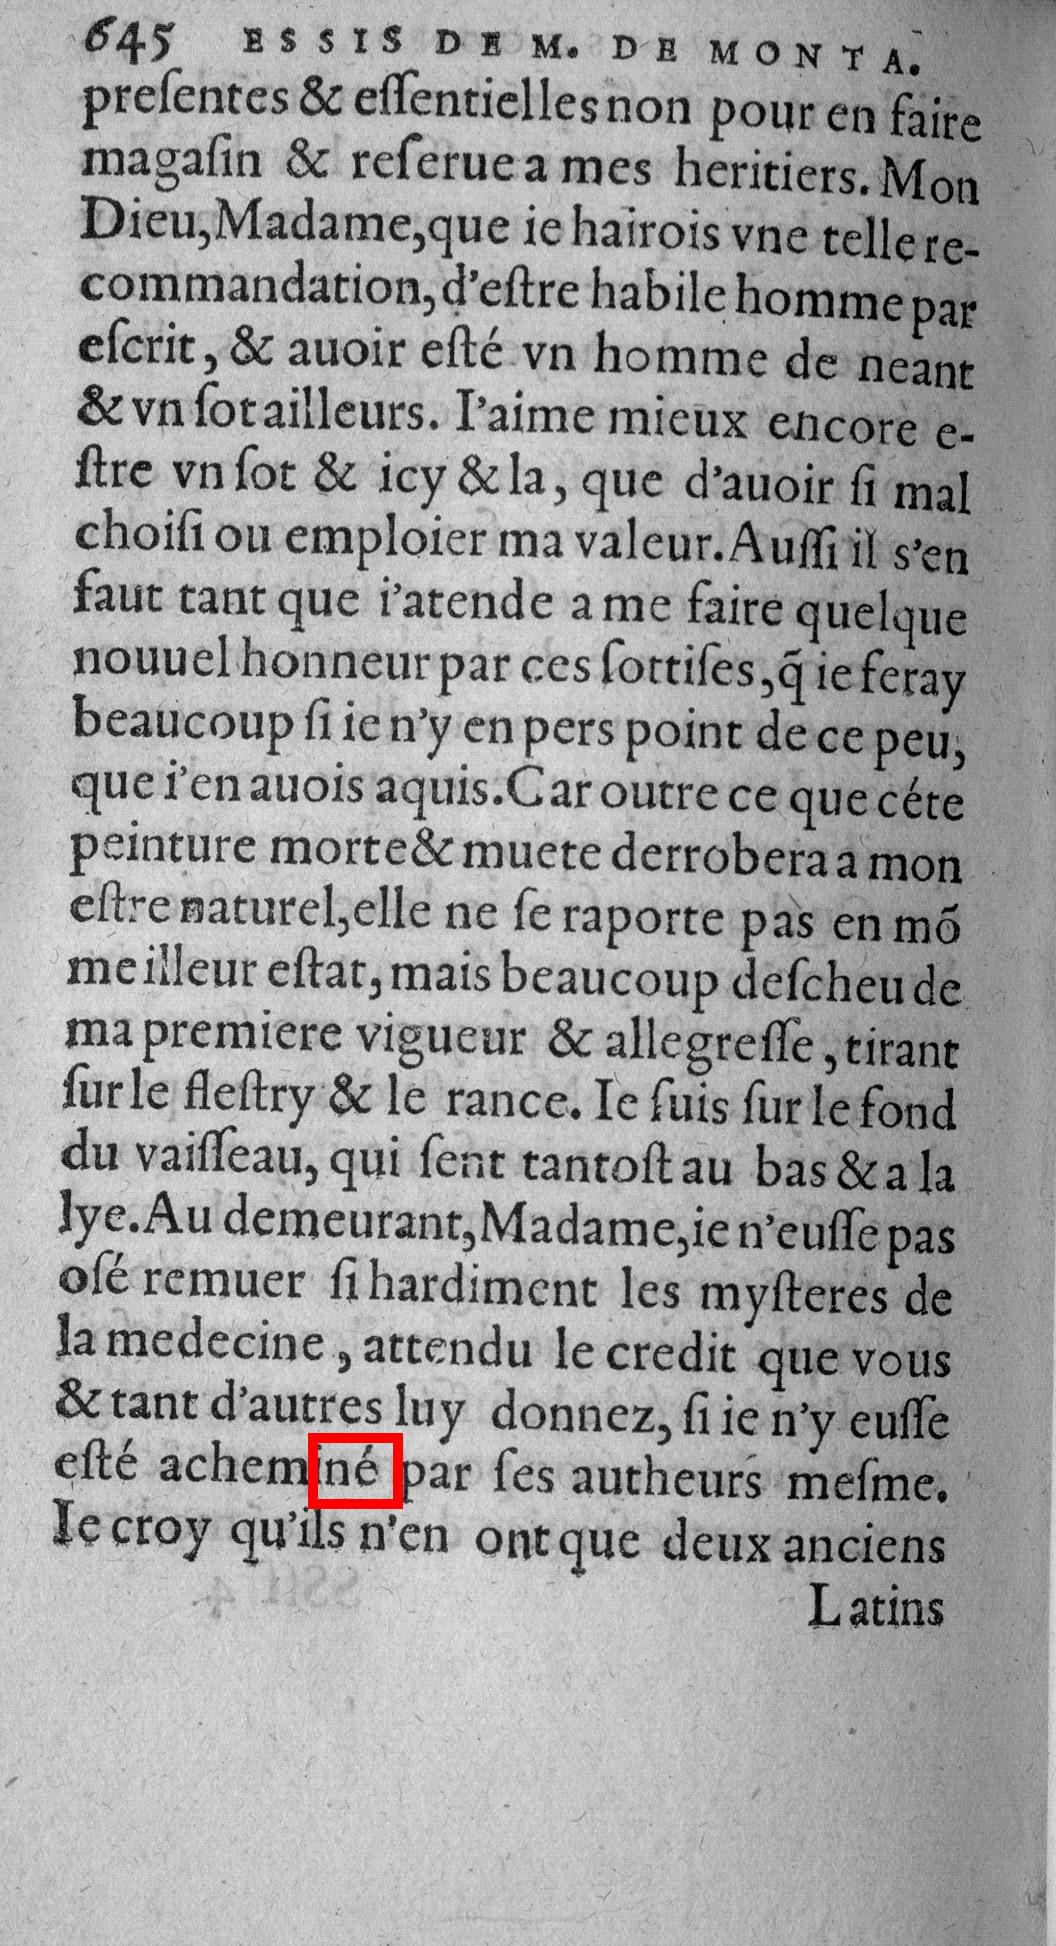 645 ESSIS DE M. DE MONTA.
preſentes & eſſentielles non pour en faire
magaſin & reſerue a mes heritiers. Mon
Dieu, Madame, que ie hairois vne telle re-
commandation, d'eſtre habile homme par
eſcrit, & auoir eſté vn homme de neant
& vn ſot ailleurs. I'aime mieux encore e-
ſtre vn ſot & icy & la, que d'auoir ſi mal
choiſi ou emploier ma valeur. Auſſi il s'en
faut tant que i'atende a me faire quelque
nouuel honneur par ces ſottiſes, q̃ ie feray
beaucoup ſi ie n'y en pers point de ce peu,
que i'en auois aquis. Car outre ce que céte
peinture morte & muete derrobera a mon
eſtre naturel, elle ne ſe raporte pas en mõ
meilleur eſtat, mais beaucoup deſcheu de
ma premiere vigueur & allegreſſe, tirant
ſur le fleſtry & le rance. Ie ſuis ſur le fond
du vaiſſeau, qui ſent tantoſt au bas & a la
lye. Au demeurant, Madame, ie n'euſſe pas
oſé remuer ſi hardiment les myſteres de
la medecine, attendu le credit que vous
& tant d'autres luy donnez, ſi ie n'y euſſe
eſté acheminé par ſes autheurs meſme.
Ie croy qu'ils n'en ont que deux anciens
Latins